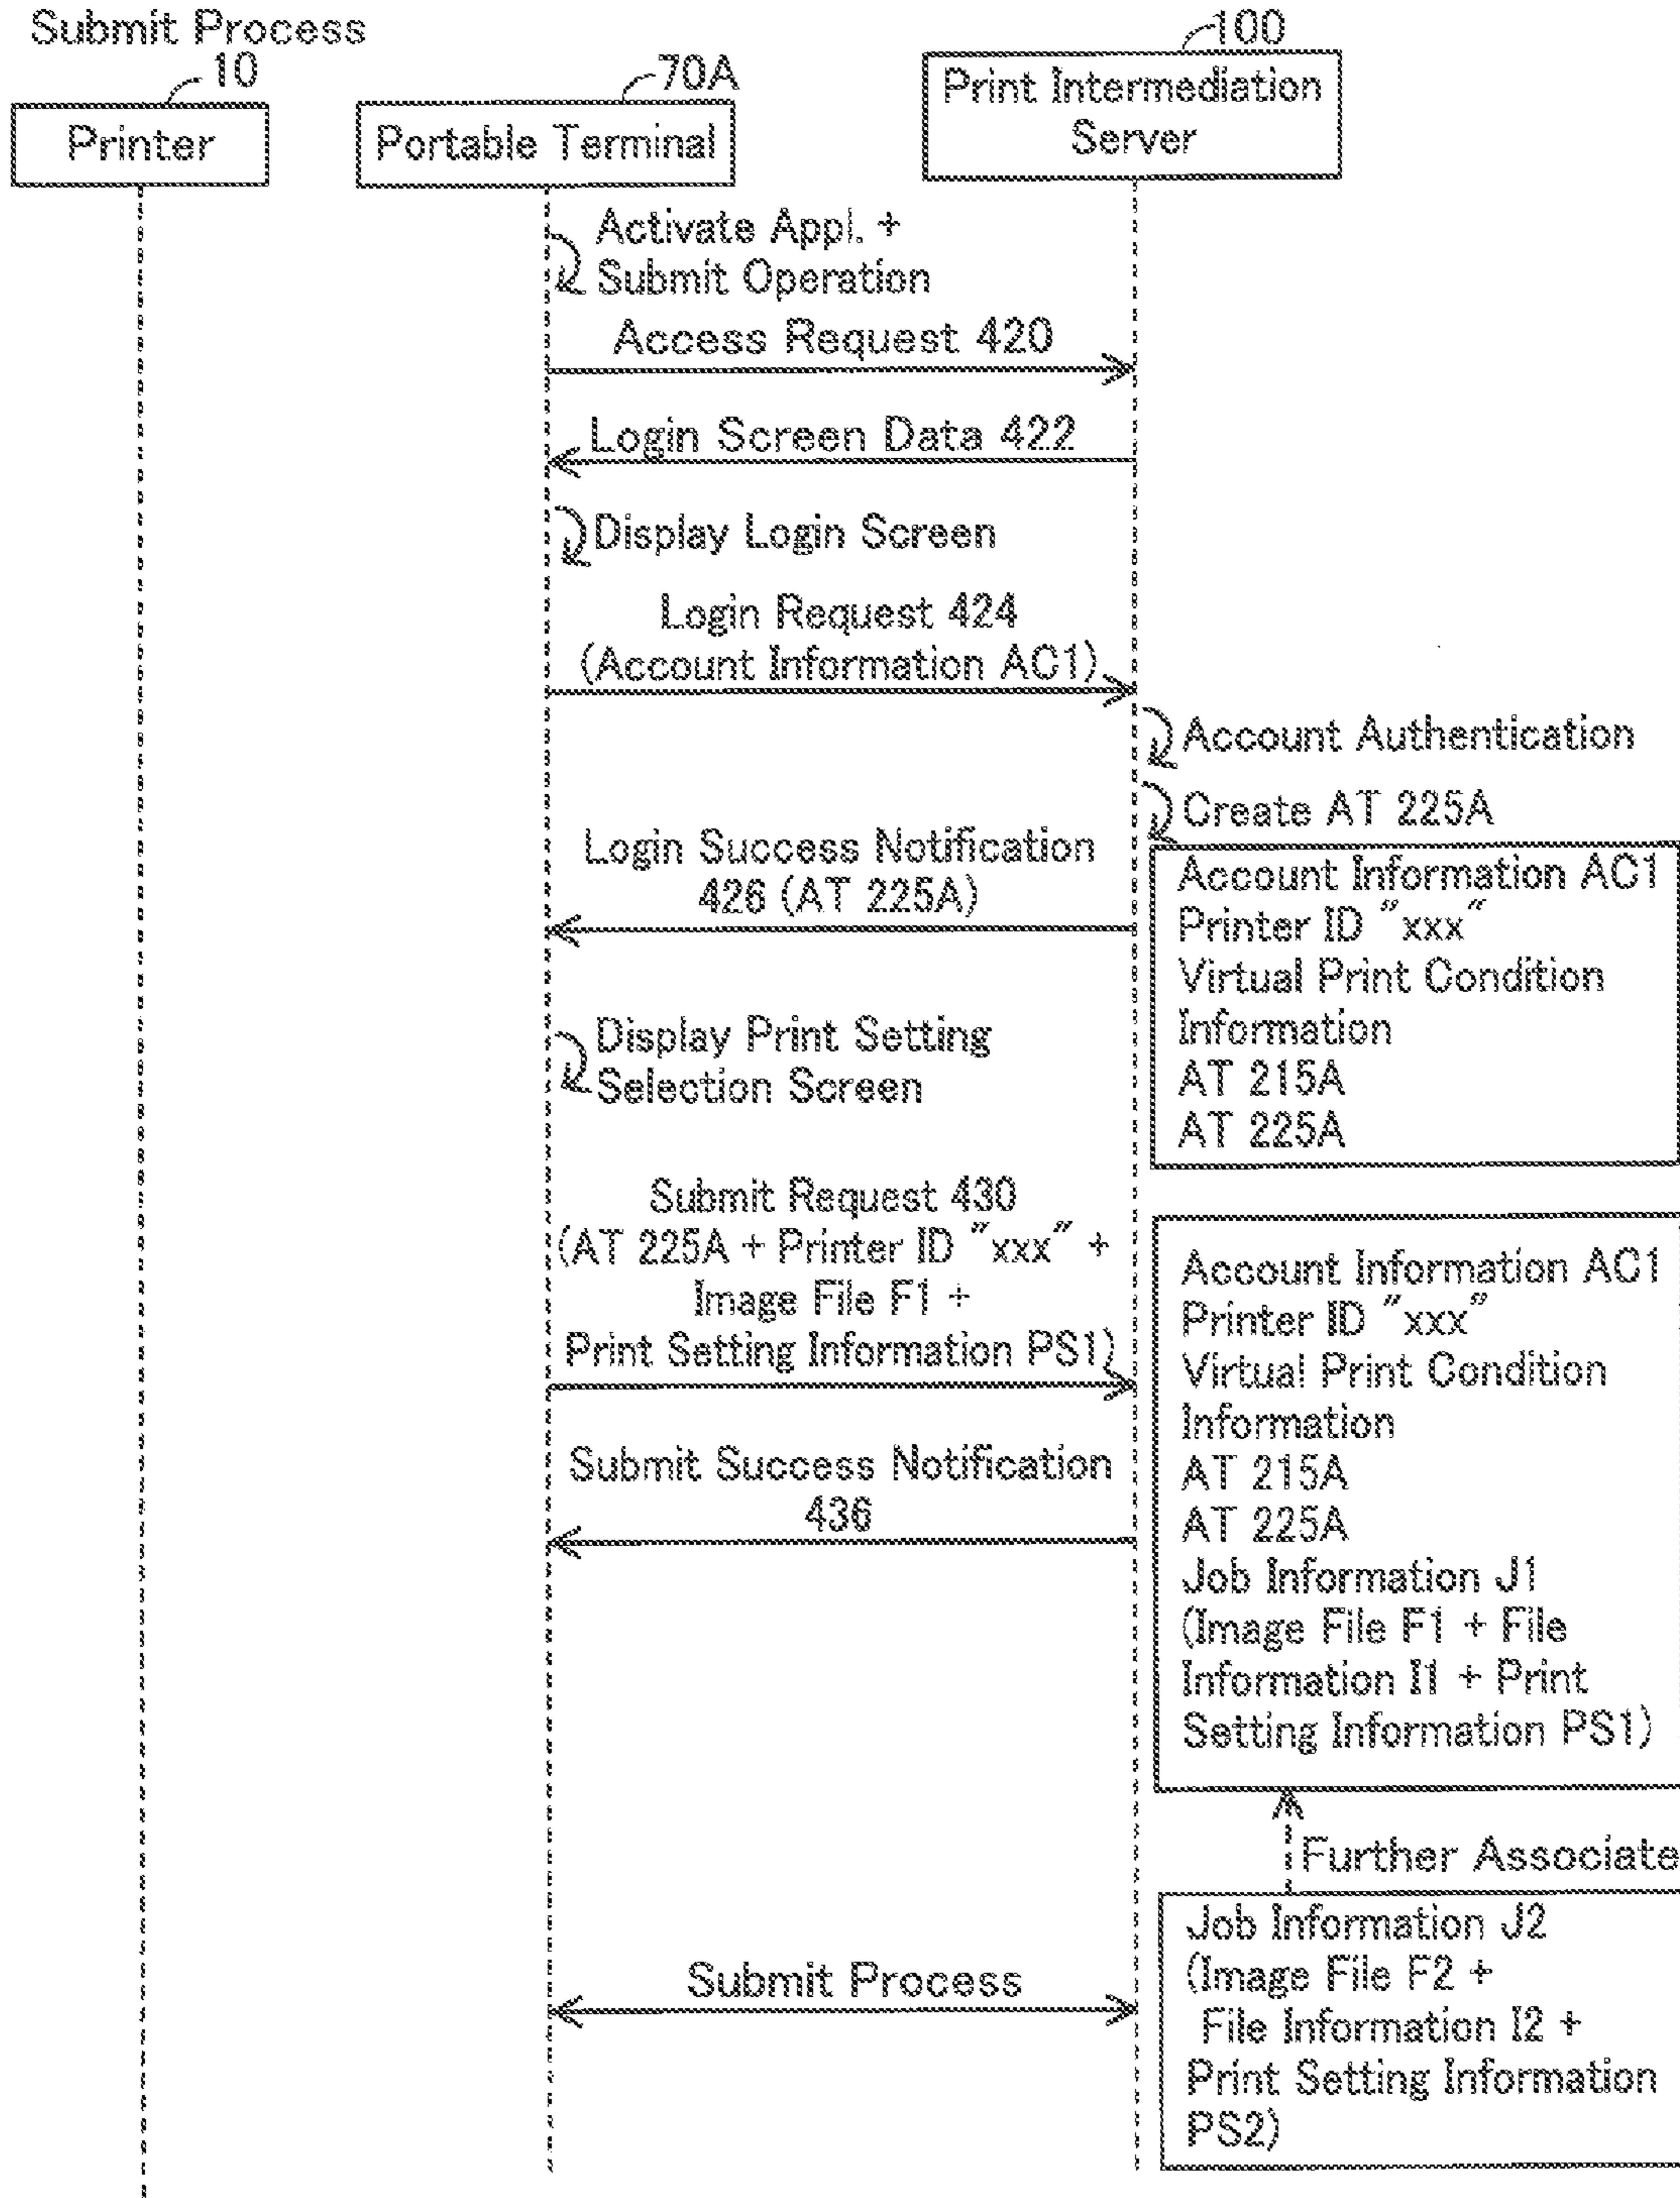 Submit Process
10
70A
100
Printer
Portable Terminal
Print Intermediation
Server
Activate Appl. +
Submit Operation
Access Request 420
Login Screen Data 422
Display Login Screen
Login Request 424
(Account Information AC1)
Account Authentication
Create AT 225A
Login Success Notification
426 (AT 225A)
Account Information AC1
Printer ID "xxx"
Virtual Print Condition
Information
AT 215A
AT 225A
Display Print Setting
Selection Screen
Submit Request 430
(AT 225A + Printer ID "xxx" +
Image File F1 +
Print Setting Information PS1)
Submit Success Notification
436
Account Information AC1
Printer ID "xxx"
Virtual Print Condition
Information
AT 215A
AT 225A
Job Information J1
(Image File F1 + File
Information I1 + Print
Setting Information PS1)
Further Associate
Submit Process
Job Information J2
(Image File F2 +
File Information I2 +
Print Setting Information
PS2)